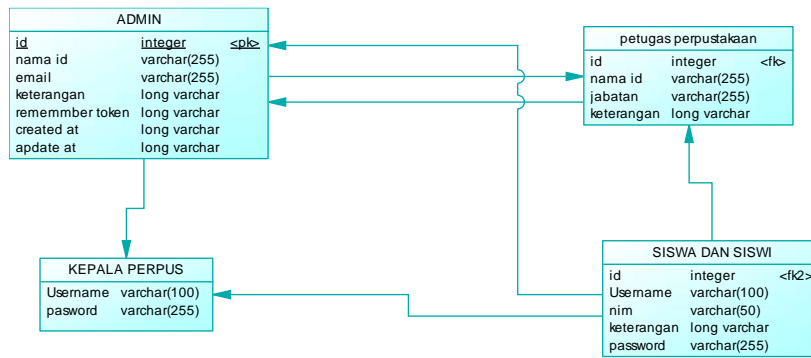 ADMIN
id integer <pk>
nama id varchar(255)
email varchar(255)
keterangan long varchar
rememmber token long varchar
created at long varchar
apdate at long varchar
petugas perpustakaan
id integer <fk>
nama id varchar(255)
jabatan varchar(255)
keterangan long varchar
KEPALA PERPUS
Username varchar(100)
pasword varchar(255)
SISWA DAN SISWI
id integer <fk2>
Username varchar(100)
nim varchar(50)
keterangan long varchar
password varchar(255)